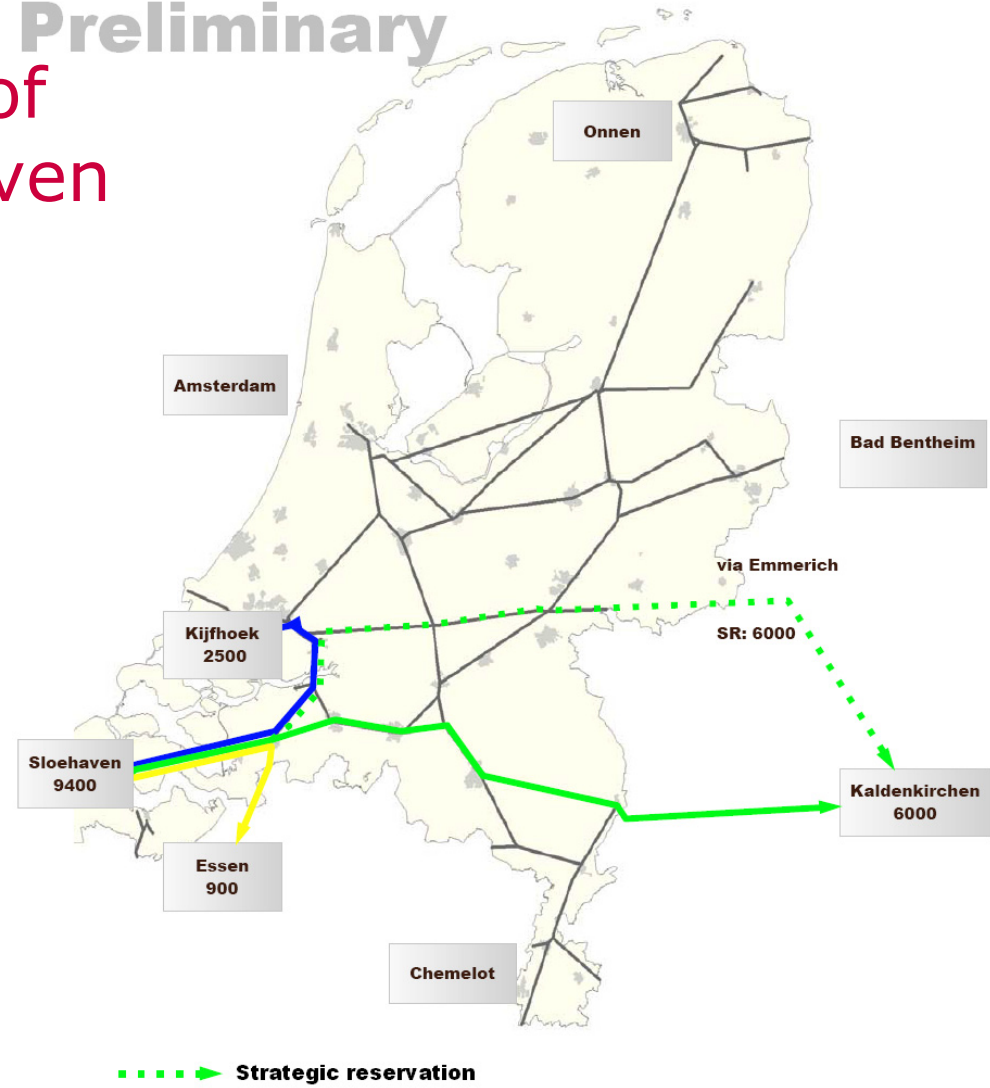 Preliminary
of
ven
Onnen
Amsterdam
Bad Bentheim
via Emmerich
Kijfhoek
2500
SR: 6000
Sloehaven
9400
Kaldenkirchen
6000
Essen
900
Chemelot
Strategic reservation